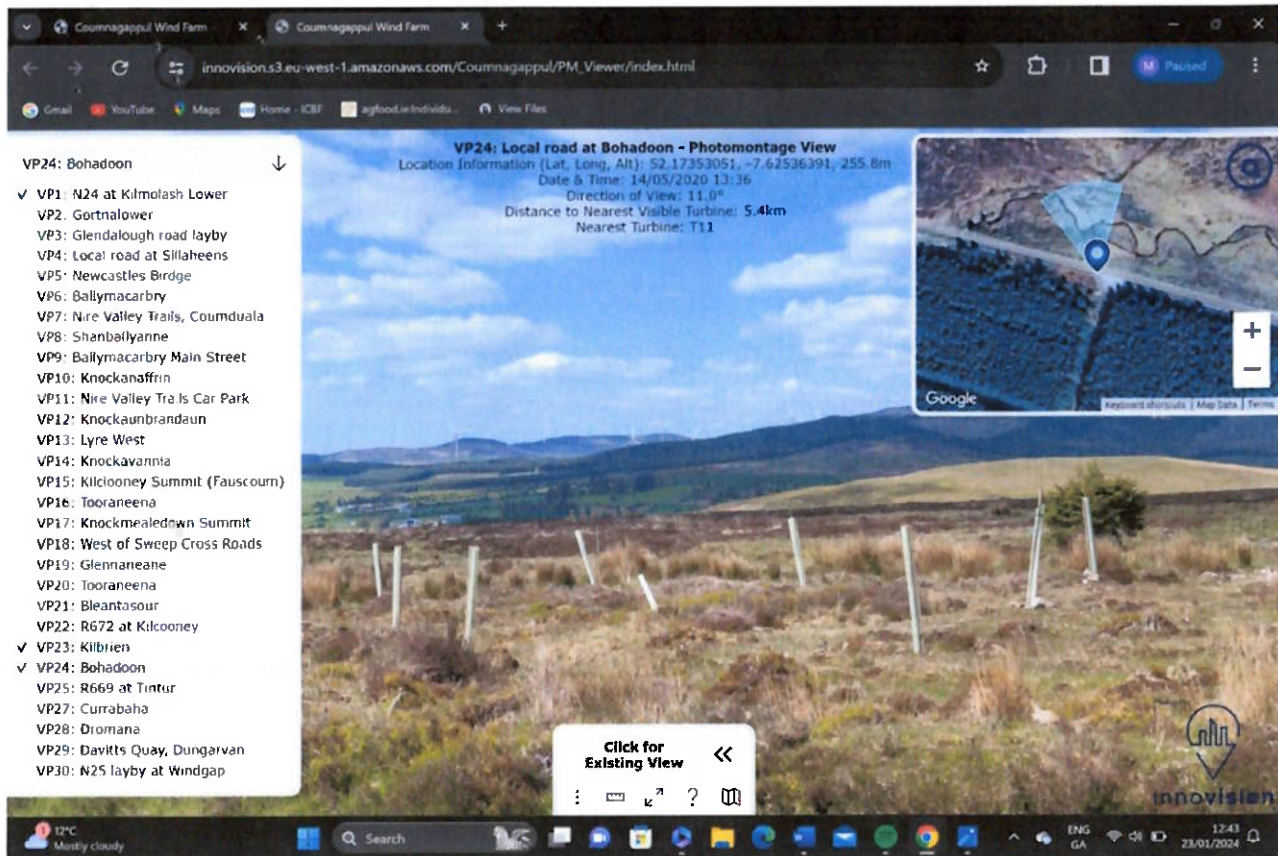 Coumnagappul Wind Farm
Coumnagappul Wind Farm
innovision.s3.eu-west-1.amazonaws.com/Coumnagappul/PM_Viewer/index.html
M Paused
Gmail YouTube Maps Home - ICBF agfood.ie:Individu... View Files
VP24: Bohadoon
VP1: N24 at Kilmolash Lower
VP2. Gortnalower
VP3: Glendalough road layby
VP4: Local road at Sillaheens
VP5: Newcastles Birdge
VP6: Ballymacarbry
VP7: Nire Valley Trails, Coumduala
VP8: Shanballyanne
VP9: Ballymacarbry Main Street
VP10: Knockanaffrin
VP11: Nire Valley Trails Car Park
VP12: Knockaunbrandaun
VP13: Lyre West
VP14: Knockavannia
VP15: Kilclooney Summit (Fauscoum)
VP16: Tooraneena
VP17: Knockmealedown Summit
VP18: West of Sweep Cross Roads
VP19: Glennaneane
VP20: Tooraneena
VP21: Bleantasour
VP22: R672 at Kilcooney
VP23: Kilbrien
VP24: Bohadoon
VP25: R669 at Tintur
VP27: Currabaha
VP28: Dromana
VP29: Davitts Quay, Dungarvan
VP30: N25 layby at Windgap
VP24: Local road at Bohadoon - Photomontage View
Location Information (Lat, Long, Alt): 52.17353051, -7.62536391, 255.8m
Date & Time: 14/05/2020 13:36
Direction of View: 11.0°
Distance to Nearest Visible Turbine: 5.4km
Nearest Turbine: T11
+
−
Google
Keyboard shortcuts Map Data Terms
Click for
Existing View
?
innovision
1
12°C
Mostly cloudy
Search
ENG
GA
12:43
23/01/2024